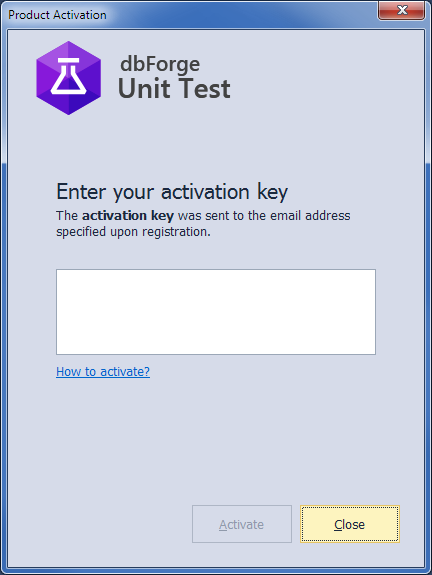 Product Activation
dbForge
Unit Test
Enter your activation key
The activation key was sent to the email address
specified upon registration.
How to activate?
Activate
Close